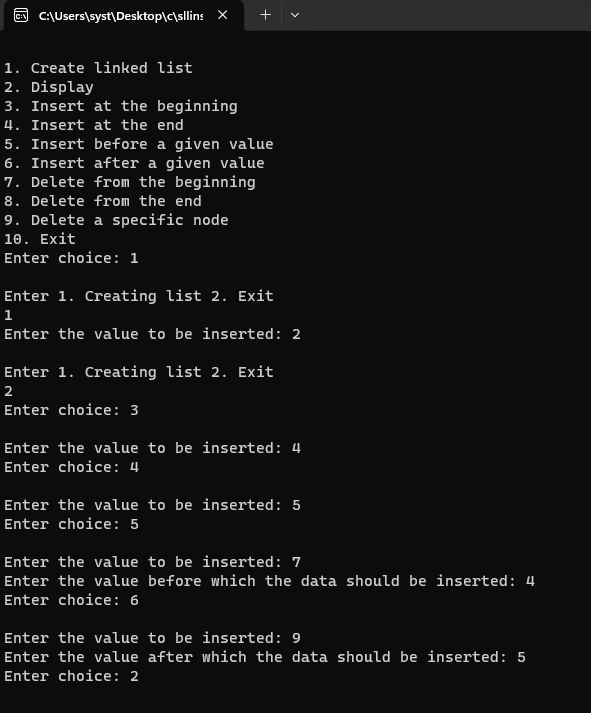 C:\Users\syst\Desktop\c\sllins
1. Create linked list
2. Display
3. Insert at the beginning
4. Insert at the end
5. Insert before a given value
6. Insert after a given value
7. Delete from the beginning
8. Delete from the end
9. Delete a specific node
10. Exit
Enter choice: 1
Enter 1. Creating list 2. Exit
1
Enter the value to be inserted: 2
Enter 1. Creating list 2. Exit
2
Enter choice: 3
Enter the value to be inserted: 4
Enter choice: 4
Enter the value to be inserted: 5
Enter choice: 5
Enter the value to be inserted: 7
Enter the value before which the data should be inserted: 4
Enter choice: 6
Enter the value to be inserted: 9
Enter the value after which the data should be inserted: 5
Enter choice: 2